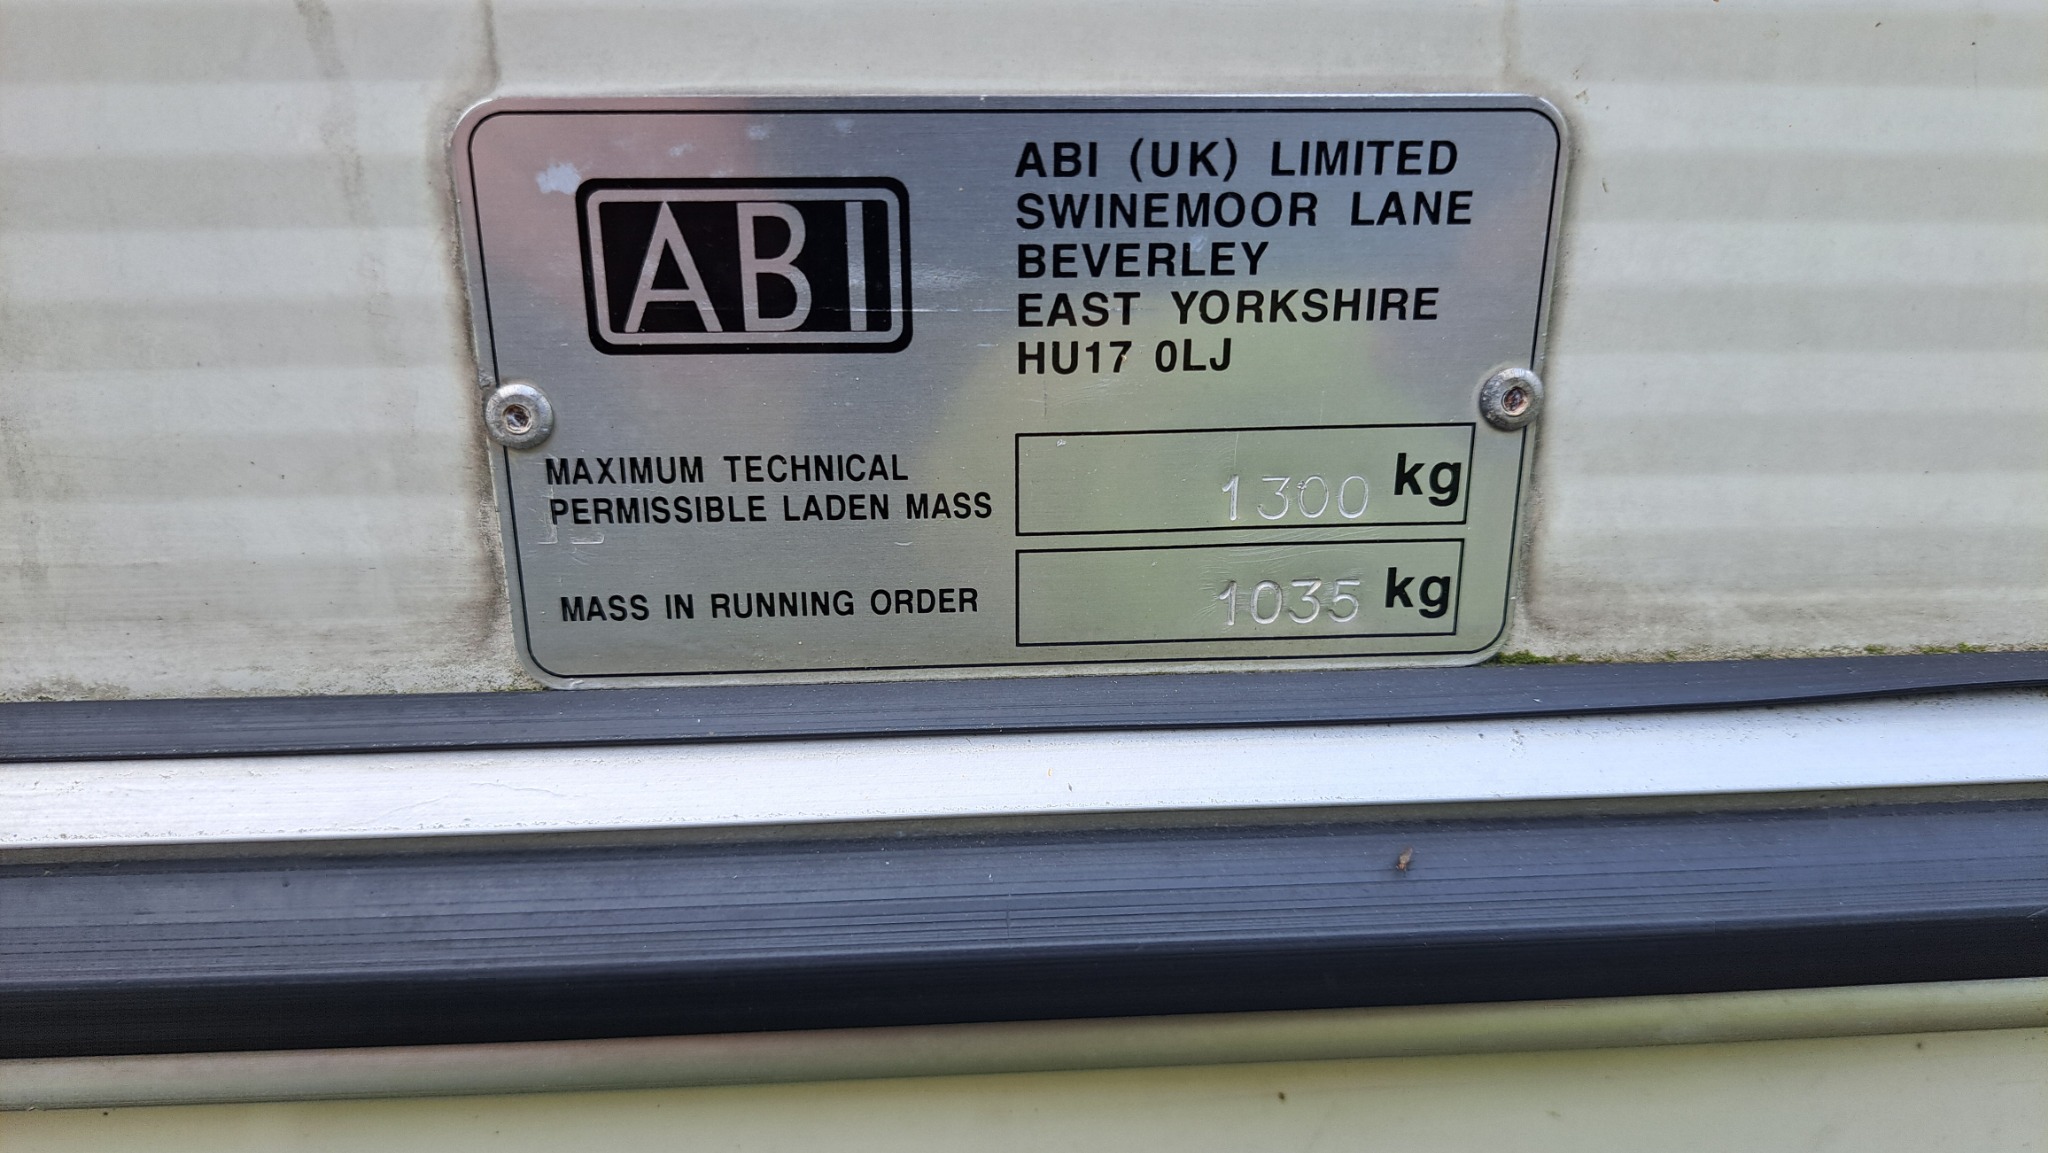 ABI
ABI (UK) LIMITED
SWINEMOOR LANE
BEVERLEY
EAST YORKSHIRE
HU17 0LJ
MAXIMUM TECHNICAL
PERMISSIBLE LADEN MASS 1300 kg
MASS IN RUNNING ORDER 1035 kg